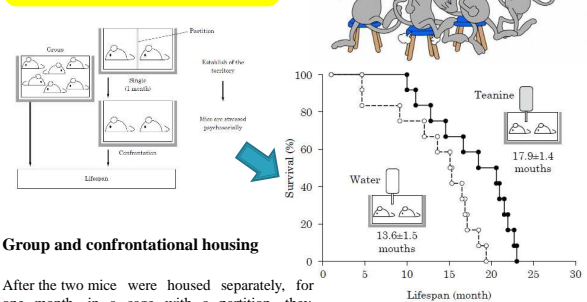 Group
Partition
Single
(1 month)
Establish of the
territory
Mice are stressed
psychosocially
Confrontation
Lifespan
Group and confrontational housing
After the two mice were housed separately, for
one month, in a cage with a partition, they
Survival (%)
100
80
60
40
20
0
Teanine
17.9±1.4
mouths
Water
13.6±1.5
mouths
0 5 10 15 20 25 30
Lifespan (month)